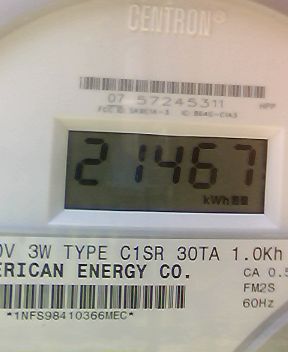 CENTRON®
07 57245311 HPP
21467
kWh
0V 3W TYPE C1SR 30TA 1.0Kh
ERICAN ENERGY CO. CA 0.5
FM2S
*1NFS98410366MEC* 60Hz